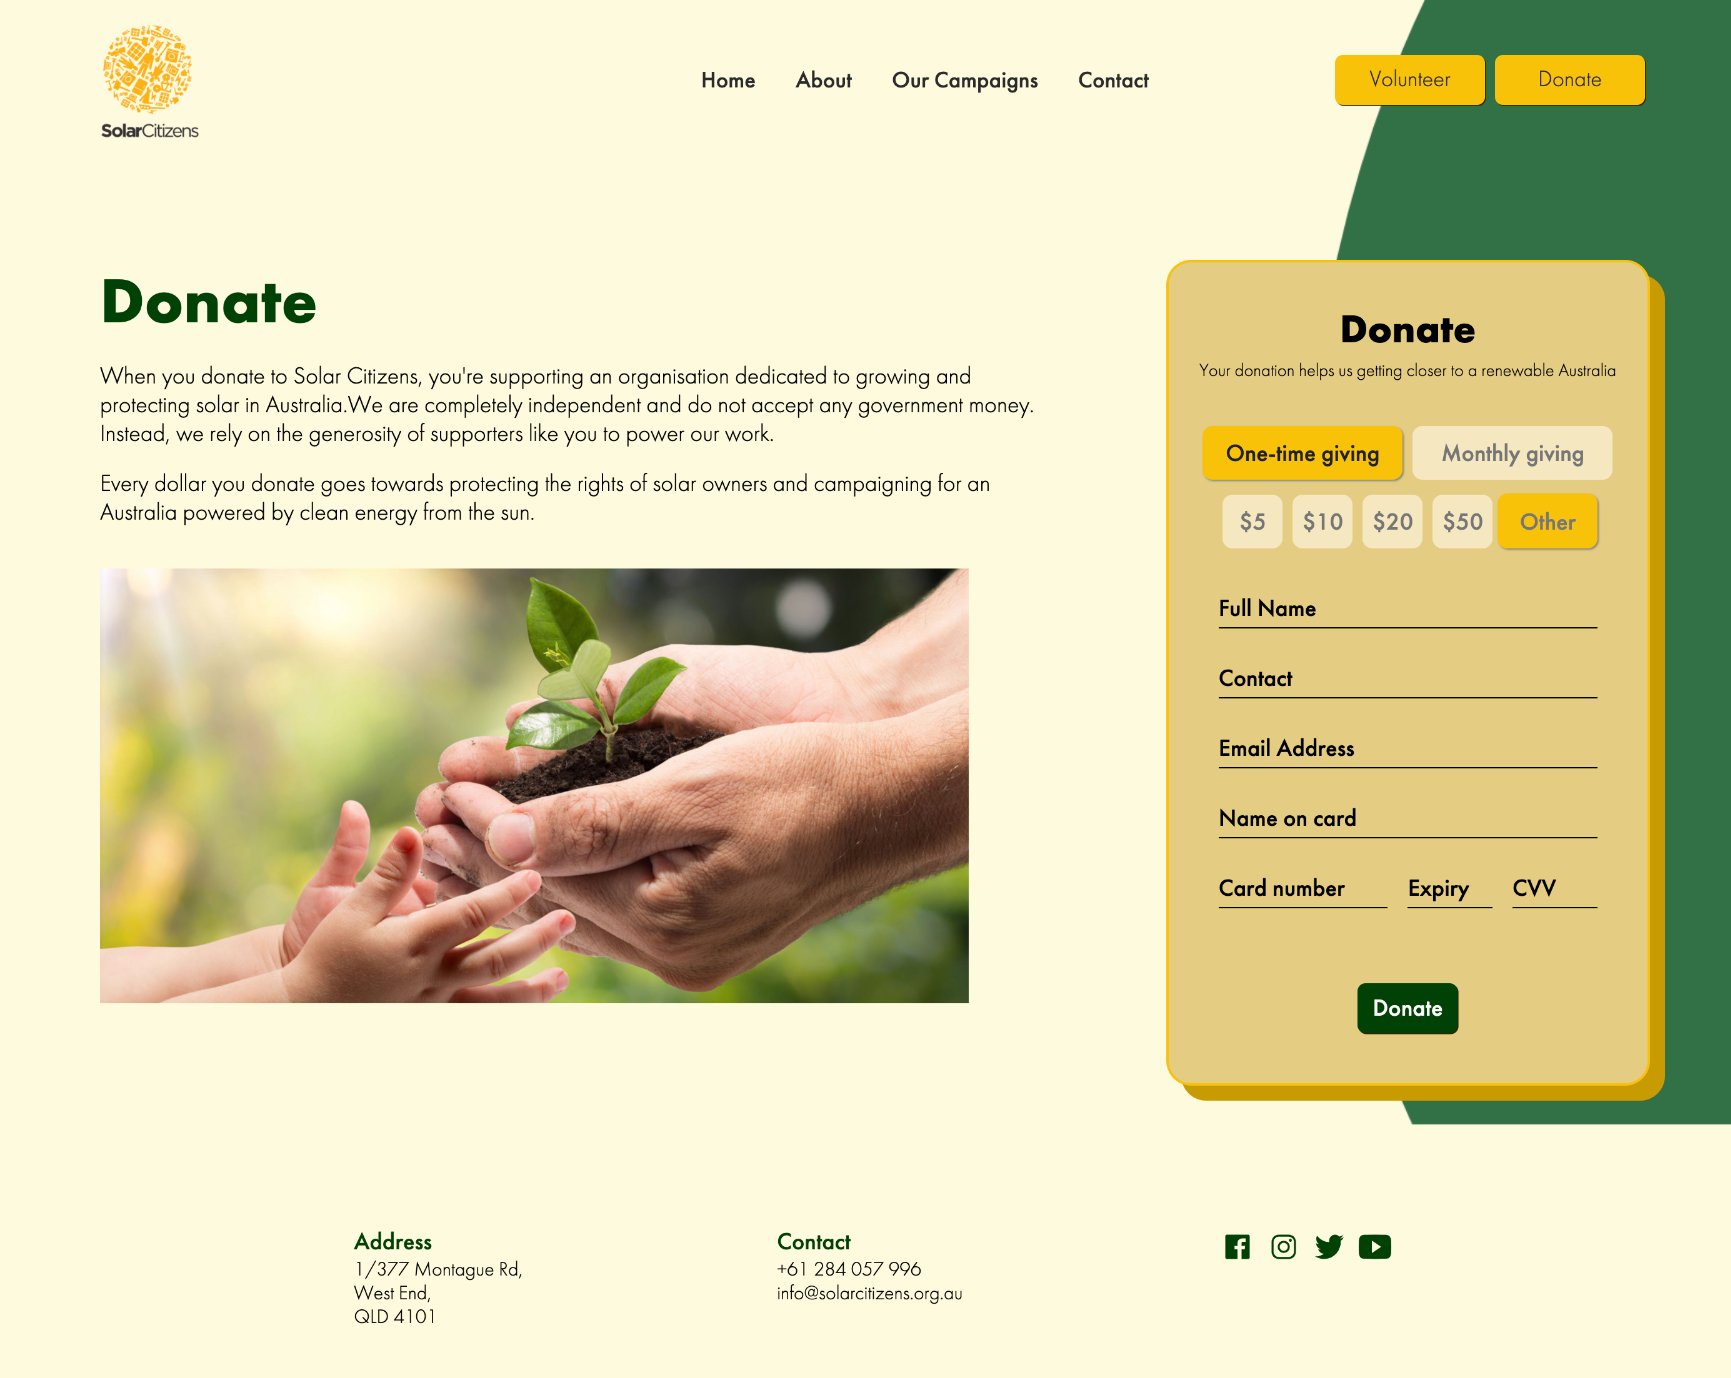 SolarCitizens
Home
About
Our Campaigns
Contact
Volunteer
Donate
Donate
When you donate to Solar Citizens, you're supporting an organisation dedicated to growing and
protecting solar in Australia.We are completely independent and do not accept any government money.
Instead, we rely on the generosity of supporters like you to power our work.
Every dollar you donate goes towards protecting the rights of solar owners and campaigning for an
Australia powered by clean energy from the sun.
Donate
Your donation helps us getting closer to a renewable Australia
One-time giving
Monthly giving
$5
$10
$20
$50
Other
Full Name
Contact
Email Address
Name on card
Card number
Expiry
CVV
Donate
Address
1/377 Montague Rd,
West End,
QLD 4101
Contact
+61 284 057 996
info@solarcitizens.org.au